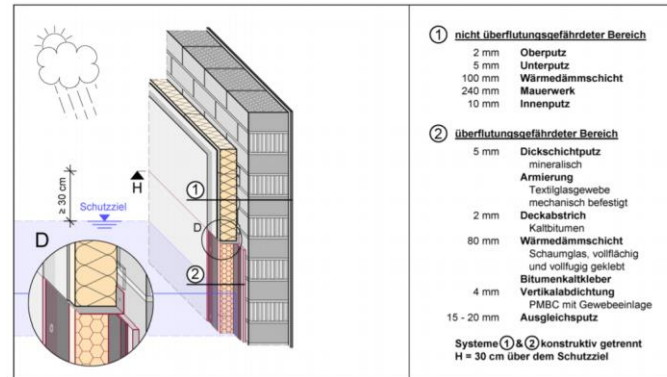 ≥ 30 cm
H
Schutzziel
D
1
D
2
1 nicht überflutungsgefährdeter Bereich
2 mm Oberputz
5 mm Unterputz
100 mm Wärmedämmschicht
240 mm Mauerwerk
10 mm Innenputz
2 überflutungsgefährdeter Bereich
5 mm Dickschichtputz
mineralisch
Armierung
Textilglasgewebe
mechanisch befestigt
2 mm Deckabstrich
Kaltbitumen
80 mm Wärmedämmschicht
Schaumglas, vollflächig
und vollfugig geklebt
Bitumenkaltkleber
4 mm Vertikalabdichtung
PMBC mit Gewebeeinlage
15 - 20 mm Ausgleichsputz
Systeme 1 & 2 konstruktiv getrennt
H = 30 cm über dem Schutzziel